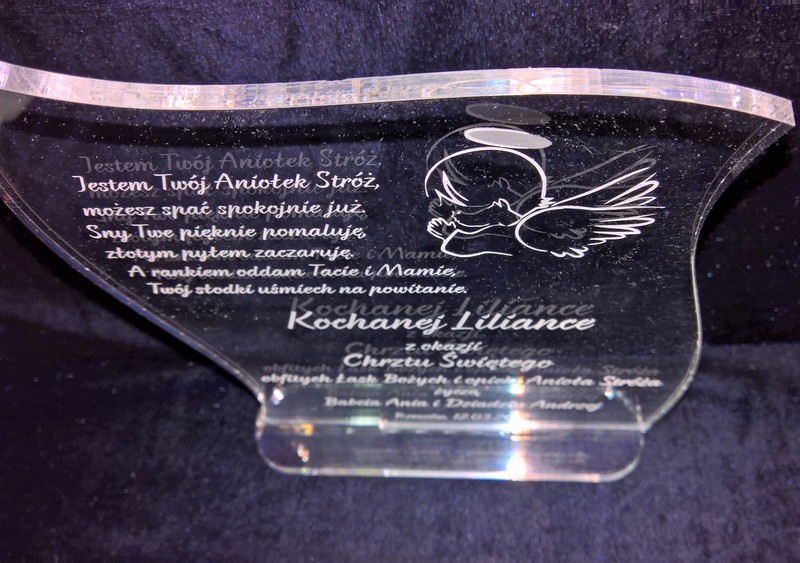 Jestem Twój Aniołek Stróż,
możesz spać spokojnie już.
Sny Twe pięknie pomaluję,
złotym pyłem zaczaruję.
A rankiem oddam Tacie i Mamie,
Twój słodki uśmiech na powitanie.
Kochanej Liliance
z okazji
Chrztu Świętego
obfitych Łask Bożych i opieki Anioła Stróża
życzą
Babcia Ania i Dziadek Andrzej